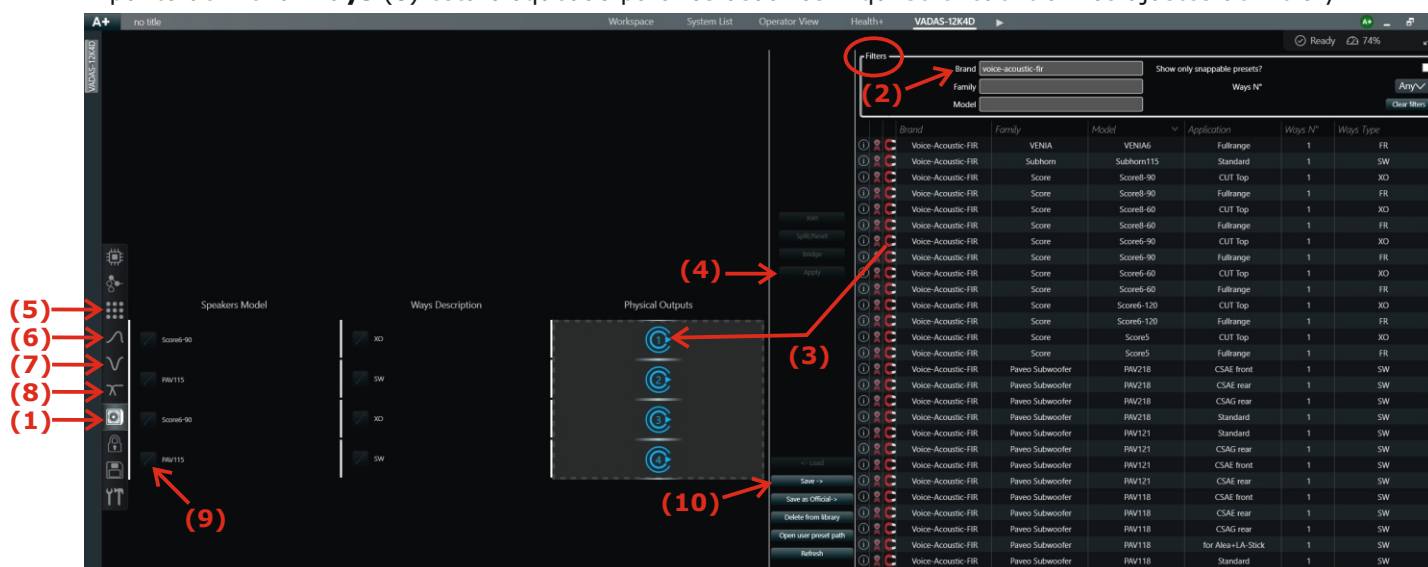 A+ no title Workspace System List Operator View Health+ VADAS-12K4D
Ready 74%
VADAS-12K4D
Filters
Brand voice-acoustic-fir Show only snappable presets?
(2)
Family Ways N° Any
Model Clear filters
Brand Family Model Application Ways N° Ways Type
Voice-Acoustic-FIR VENIA VENIA6 Fullrange 1 FR
Voice-Acoustic-FIR Subhorn Subhorn115 Standard 1 SW
Voice-Acoustic-FIR Score Score8-90 CUT Top 1 XO
Voice-Acoustic-FIR Score Score8-90 Fullrange 1 FR
Voice-Acoustic-FIR Score Score8-60 CUT Top 1 XO
Voice-Acoustic-FIR Score Score8-60 Fullrange 1 FR
Voice-Acoustic-FIR Score Score6-90 CUT Top 1 XO
Voice-Acoustic-FIR Score Score6-90 Fullrange 1 FR
Voice-Acoustic-FIR Score Score6-60 CUT Top 1 XO
Voice-Acoustic-FIR Score Score6-60 Fullrange 1 FR
Voice-Acoustic-FIR Score Score6-120 CUT Top 1 XO
Voice-Acoustic-FIR Score Score6-120 Fullrange 1 FR
Voice-Acoustic-FIR Score Score5 CUT Top 1 XO
Voice-Acoustic-FIR Score Score5 Fullrange 1 FR
Voice-Acoustic-FIR Paveo Subwoofer PAV218 CSAE front 1 SW
Voice-Acoustic-FIR Paveo Subwoofer PAV218 CSAE rear 1 SW
Voice-Acoustic-FIR Paveo Subwoofer PAV218 CSAG rear 1 SW
Voice-Acoustic-FIR Paveo Subwoofer PAV218 Standard 1 SW
Voice-Acoustic-FIR Paveo Subwoofer PAV121 Standard 1 SW
Voice-Acoustic-FIR Paveo Subwoofer PAV121 CSAG rear 1 SW
Voice-Acoustic-FIR Paveo Subwoofer PAV121 CSAE front 1 SW
Voice-Acoustic-FIR Paveo Subwoofer PAV121 CSAE rear 1 SW
Voice-Acoustic-FIR Paveo Subwoofer PAV118 CSAE front 1 SW
Voice-Acoustic-FIR Paveo Subwoofer PAV118 CSAE rear 1 SW
Voice-Acoustic-FIR Paveo Subwoofer PAV118 CSAG rear 1 SW
Voice-Acoustic-FIR Paveo Subwoofer PAV118 for Alea+LA-Stick 1 SW
Voice-Acoustic-FIR Paveo Subwoofer PAV118 Standard 1 SW
Join
Split/Reset
Bridge
(4) Apply
(3)
Speakers Model Ways Description Physical Outputs
Score6-90 XO 1
PAV115 SW 2
Score6-90 XO 3
PAV115 SW 4
(5)
(6)
(7)
(8)
(1)
(9)
<- Load
(10) Save ->
Save as Official->
Delete from library
Open user preset path
Refresh